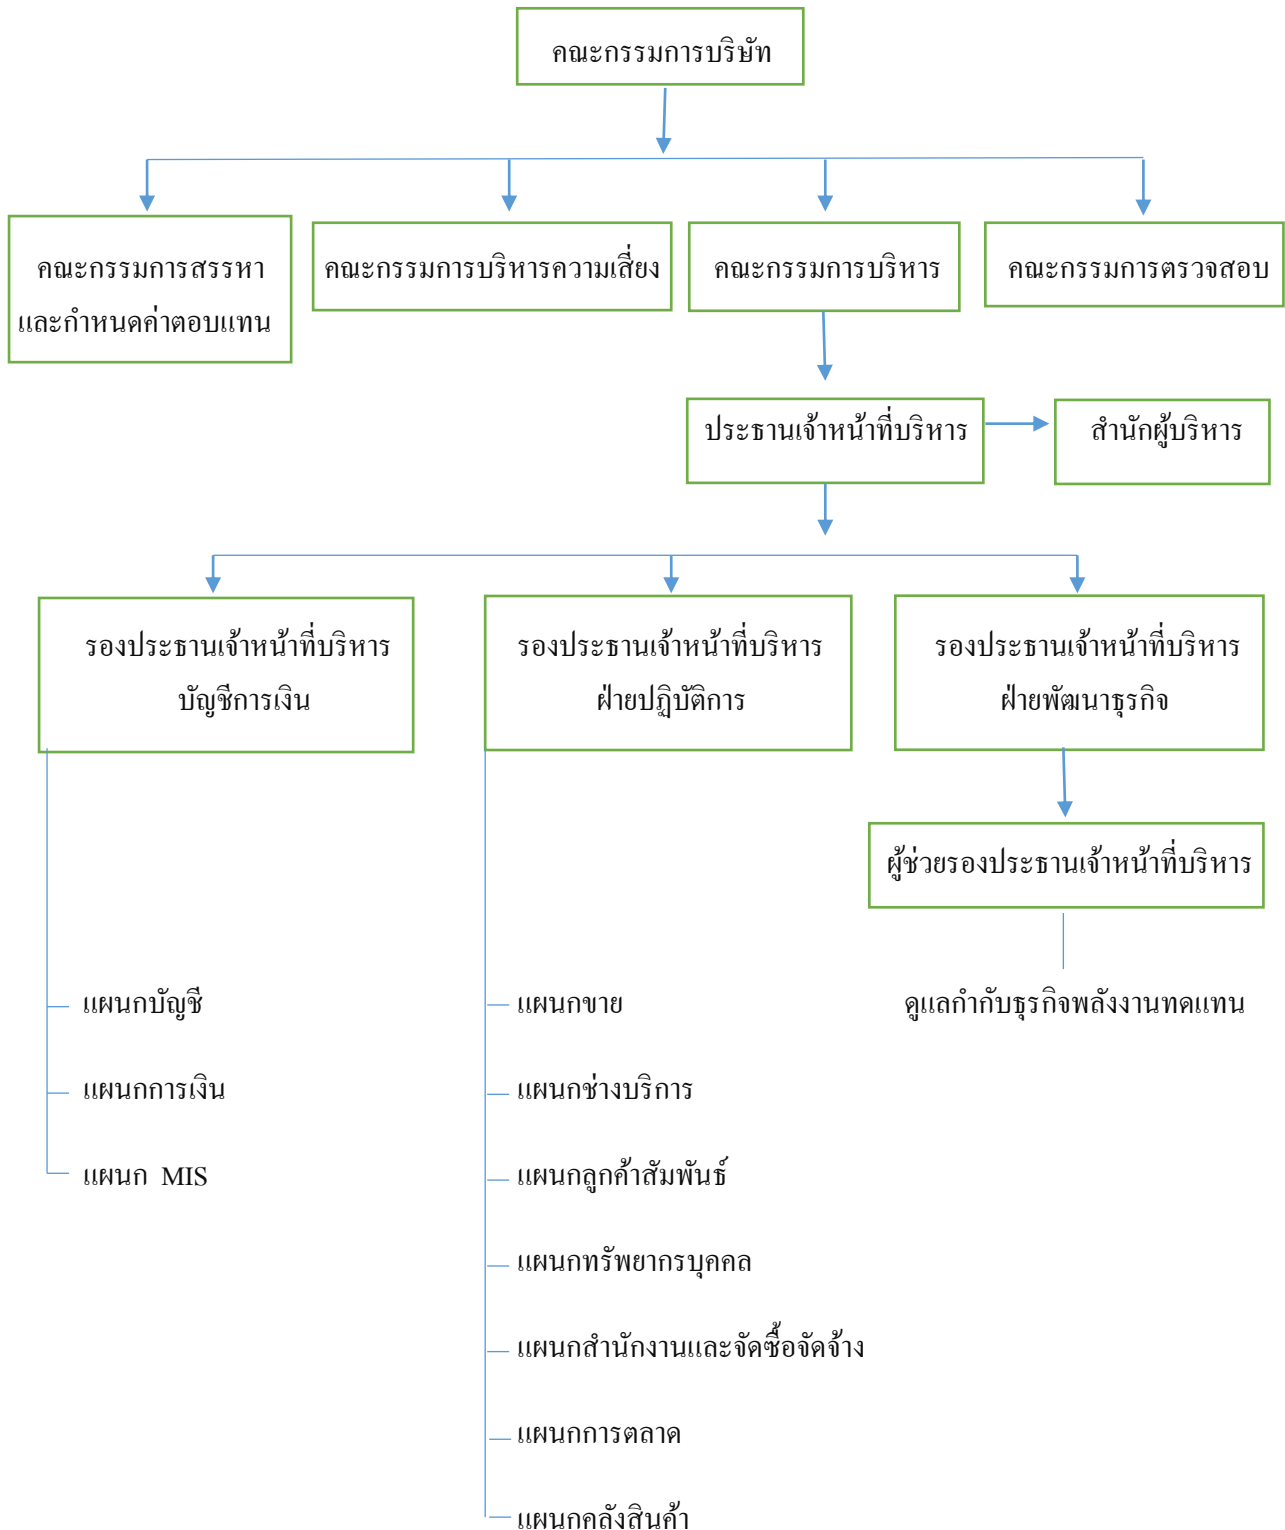 คณะกรรมการบริษัท
คณะกรรมการสรรหา
และกำหนดค่าตอบแทน
คณะกรรมการบริหารความเสี่ยง
คณะกรรมการบริหาร
คณะกรรมการตรวจสอบ
ประธานเจ้าหน้าที่บริหาร
สำนักผู้บริหาร
รองประธานเจ้าหน้าที่บริหาร
บัญชีการเงิน
รองประธานเจ้าหน้าที่บริหาร
ฝ่ายปฏิบัติการ
รองประธานเจ้าหน้าที่บริหาร
ฝ่ายพัฒนาธุรกิจ
ผู้ช่วยรองประธานเจ้าหน้าที่บริหาร
ดูแลกำกับธุรกิจพลังงานทดแทน
แผนกบัญชี
แผนกการเงิน
แผนก MIS
แผนกขาย
แผนกช่างบริการ
แผนกลูกค้าสัมพันธ์
แผนกทรัพยากรบุคคล
แผนกสำนักงานและจัดซื้อจัดจ้าง
แผนกการตลาด
แผนกคลังสินค้า